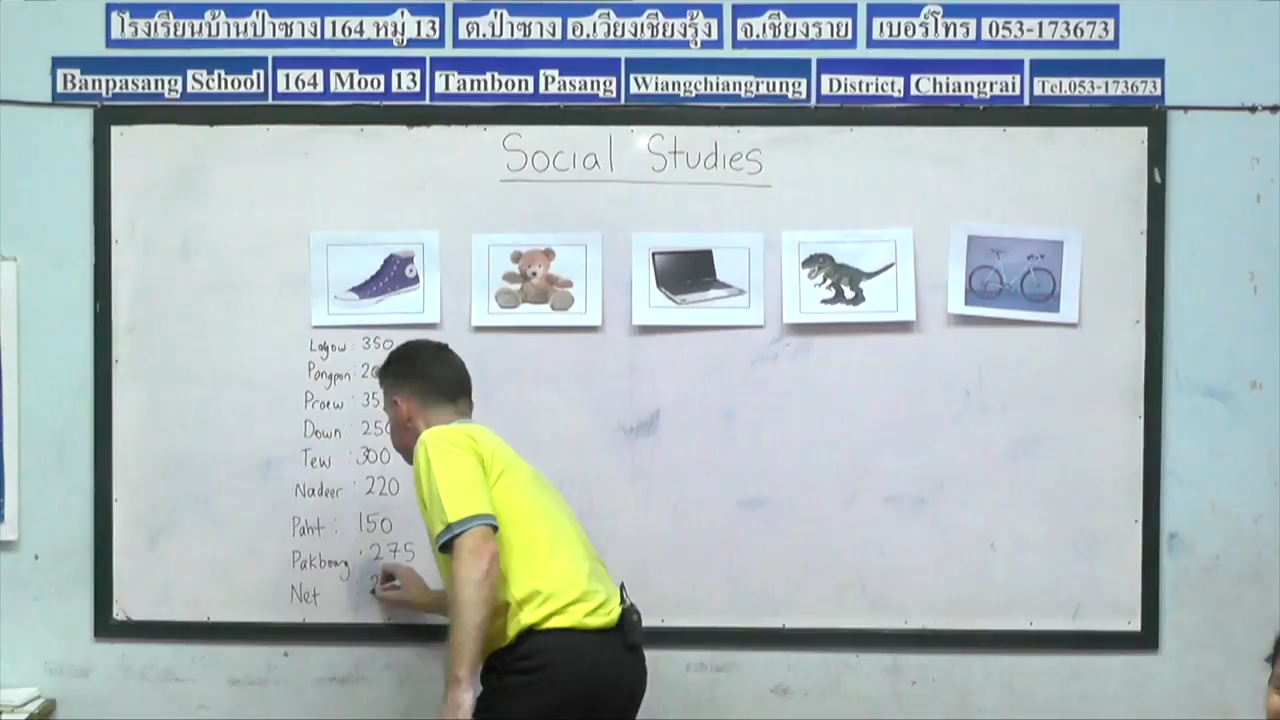 โรงเรียนบ้านป่าซาง 164 หมู่ 13 ต.ป่าซาง อ.เวียงเชียงรุ้ง จ.เชียงราย เบอร์โทร 053-173673
Banpasang School 164 Moo 13 Tambon Pasang Wiangchiangrung District, Chiangrai Tel.053-173673
Social Studies
350
Pongpon:
Proew :
Down :
Tew : 300
Nadeer : 220
Paht : 150
: 275
Net